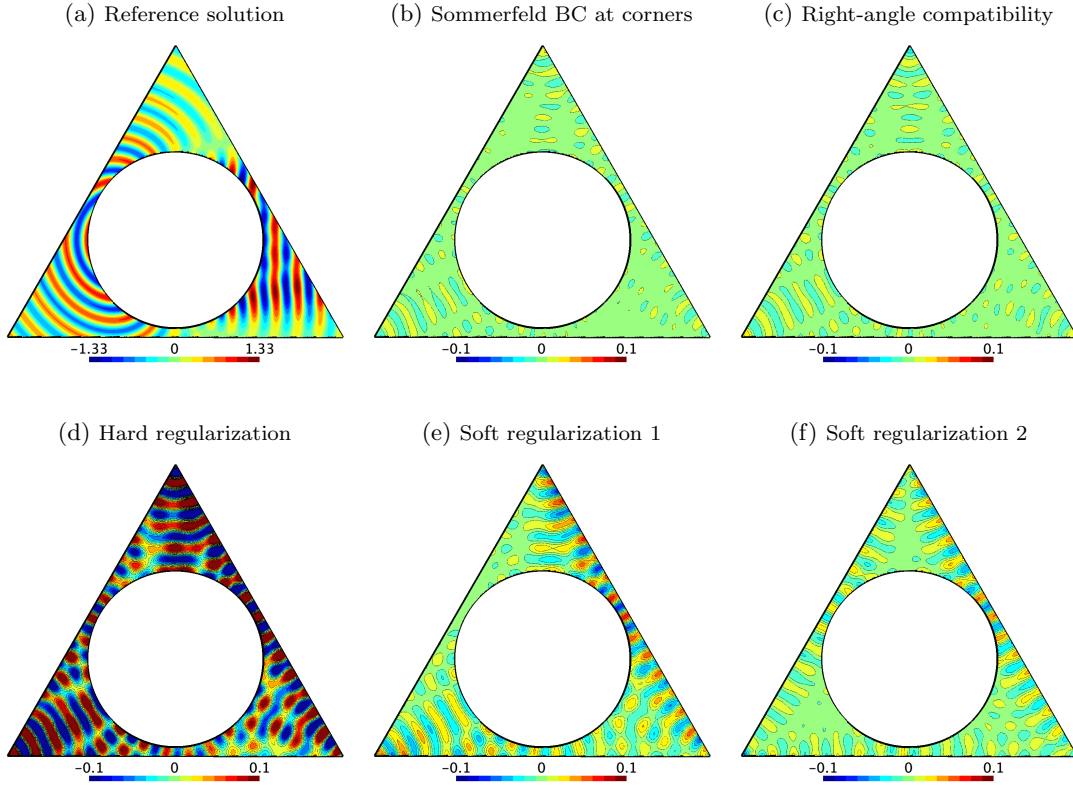 (a) Reference solution
(b) Sommerfeld BC at corners
(c) Right-angle compatibility
−1.33 0 1.33
−0.1 0 0.1
−0.1 0 0.1
(d) Hard regularization
(e) Soft regularization 1
(f) Soft regularization 2
−0.1 0 0.1
−0.1 0 0.1
−0.1 0 0.1